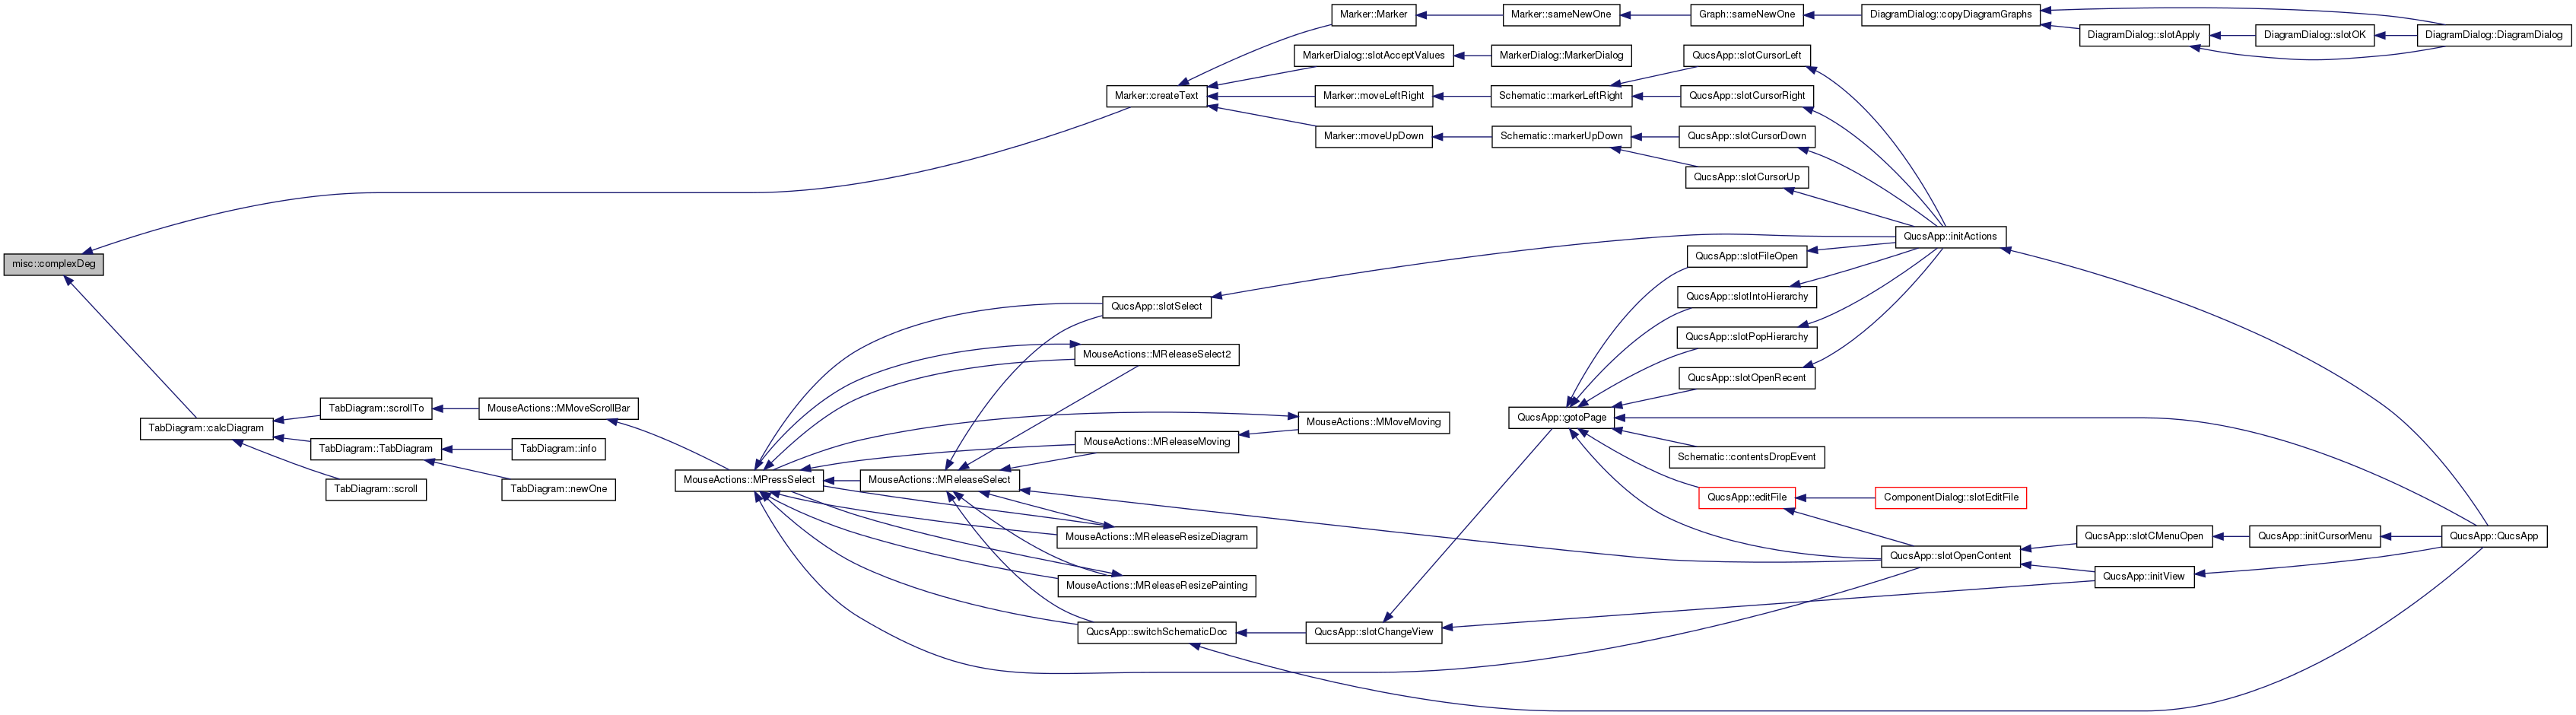 misc::complexDeg
Marker::createText
Marker::Marker
Marker::sameNewOne
Graph::sameNewOne
DiagramDialog::copyDiagramGraphs
DiagramDialog::slotApply
DiagramDialog::slotOK
DiagramDialog::DiagramDialog
MarkerDialog::slotAcceptValues
MarkerDialog::MarkerDialog
Marker::moveLeftRight
Schematic::markerLeftRight
QucsApp::slotCursorLeft
QucsApp::slotCursorRight
Marker::moveUpDown
Schematic::markerUpDown
QucsApp::slotCursorDown
QucsApp::slotCursorUp
QucsApp::initActions
QucsApp::slotFileOpen
QucsApp::slotIntoHierarchy
QucsApp::slotPopHierarchy
QucsApp::slotOpenRecent
QucsApp::gotoPage
Schematic::contentsDropEvent
QucsApp::editFile
ComponentDialog::slotEditFile
QucsApp::slotOpenContent
QucsApp::slotCMenuOpen
QucsApp::initCursorMenu
QucsApp::QucsApp
QucsApp::initView
TabDiagram::calcDiagram
TabDiagram::scrollTo
MouseActions::MMoveScrollBar
TabDiagram::TabDiagram
TabDiagram::info
TabDiagram::newOne
TabDiagram::scroll
MouseActions::MPressSelect
MouseActions::MReleaseSelect
QucsApp::slotSelect
MouseActions::MReleaseSelect2
MouseActions::MReleaseMoving
MouseActions::MMoveMoving
MouseActions::MReleaseResizeDiagram
MouseActions::MReleaseResizePainting
QucsApp::switchSchematicDoc
QucsApp::slotChangeView